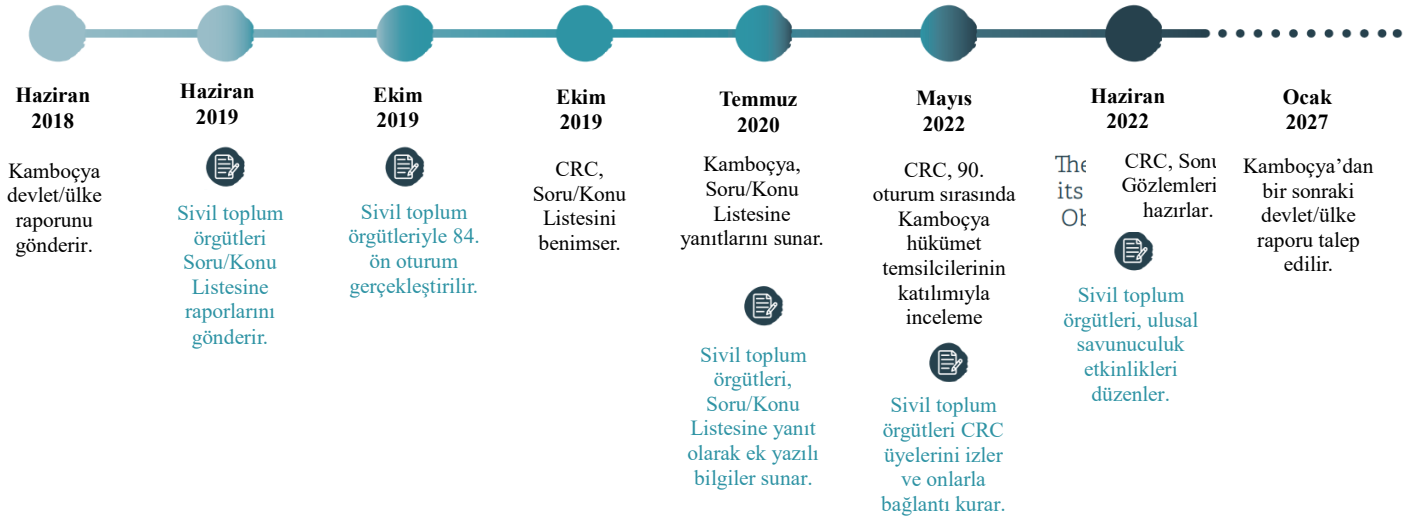 Haziran
2018
Kamboçya
devlet/ülke
raporunu
gönderir.
Haziran
2019
Sivil toplum
örgütleri
Soru/Konu
Listesine
raporlarını
gönderir.
Ekim
2019
Sivil toplum
örgütleriyle 84.
ön oturum
gerçekleştirilir.
Ekim
2019
CRC,
Soru/Konu
Listesini
benimser.
Temmuz
2020
Kamboçya,
Soru/Konu
Listesine
yanıtlarını sunar.
Sivil toplum
örgütleri,
Soru/Konu
Listesine yanıt
olarak ek yazılı
bilgiler sunar.
Mayıs
2022
CRC, 90.
oturum sırasında
Kamboçya
hükümet
temsilcilerinin
katılımıyla
inceleme
Sivil toplum
örgütleri CRC
üyelerini izler
ve onlarla
bağlantı kurar.
Haziran
2022
The
its
CRC, Sonu
Gözlemleri
hazırlar.
Sivil toplum
örgütleri, ulusal
savunuculuk
etkinlikleri
düzenler.
Ocak
2027
Kamboçya’dan
bir sonraki
devlet/ülke
raporu talep
edilir.